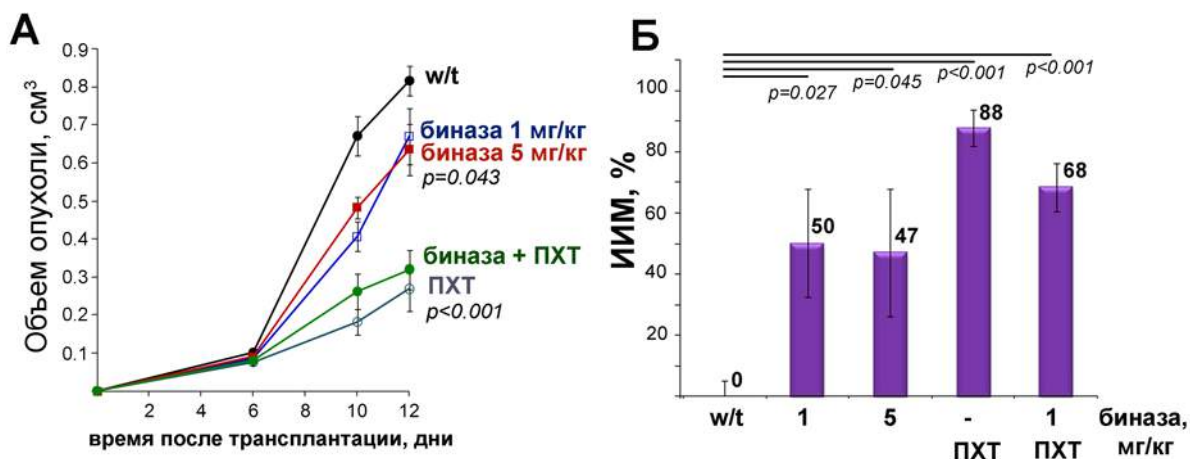 А
Объем опухоли, см³
0.9
0.8
0.7
0.6
0.5
0.4
0.3
0.2
0.1
w/t
биназа 1 мг/кг
биназа 5 мг/кг
p=0.043
биназа + ПХТ
ПХТ
p<0.001
2 4 6 8 10 12
время после трансплантации, дни
Б
ИИМ, %
100
80
60
40
20
p=0.027 p=0.045 p<0.001 p<0.001
0 50 47 88 68
w/t 1 5 - 1 биназа,
ПХТ ПХТ мг/кг